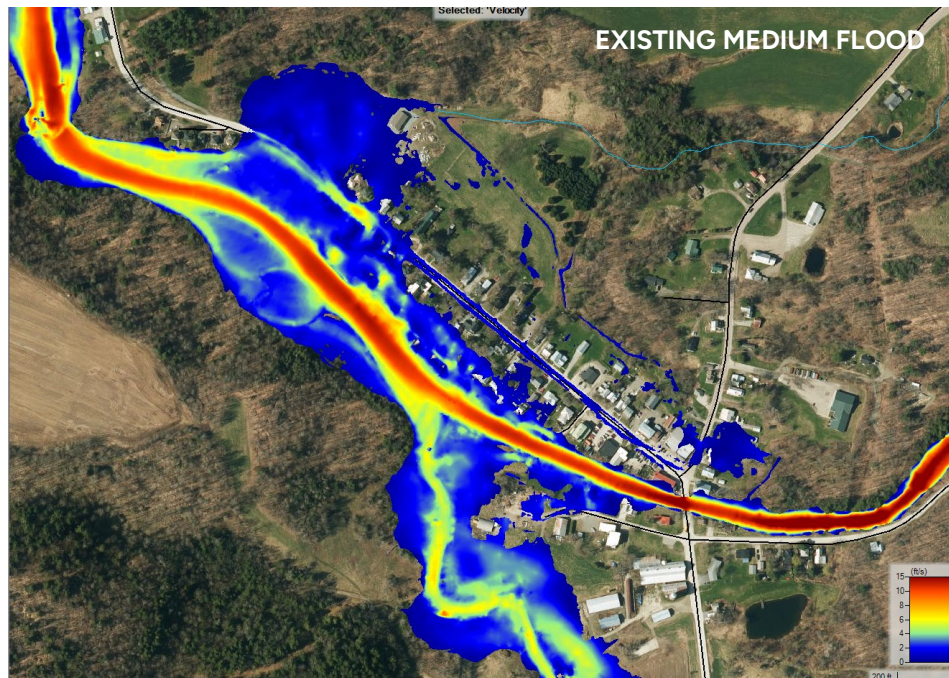 Selected: 'Velocity'
EXISTING MEDIUM FLOOD
(ft/s)
15
10
8
6
4
2
0
200 ft